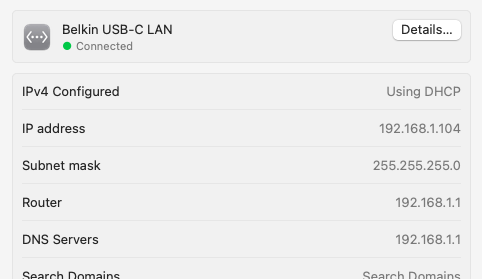 Belkin USB-C LAN
Details...
Connected
IPv4 Configured Using DHCP
IP address 192.168.1.104
Subnet mask 255.255.255.0
Router 192.168.1.1
DNS Servers 192.168.1.1
Search Domains Search Domains